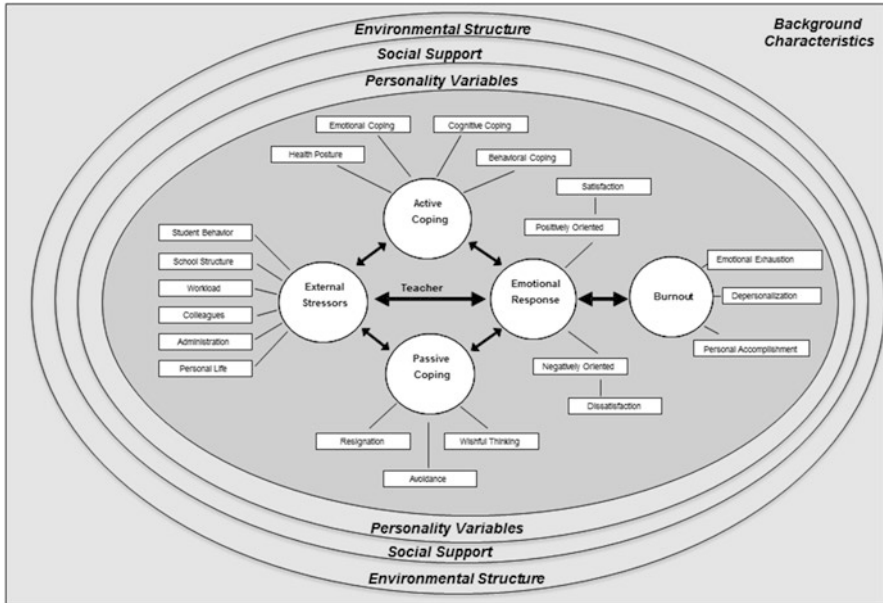 Environmental Structure
Background
Characteristics
Social Support
Personality Variables
Emotional Coping
Cognitive Coping
Health Posture
Behavioral Coping
Satisfaction
Active
Coping
Student Behavior
Positively Oriented
School Structure
Emotional Exhaustion
External
Stressors
Teacher
Emotional
Response
Burnout
Workload
Depersonalization
Colleagues
Administration
Personal Accomplishment
Personal Life
Passive
Coping
Negatively Oriented
Dissatisfaction
Resignation
Wishful Thinking
Avoidance
Personality Variables
Social Support
Environmental Structure